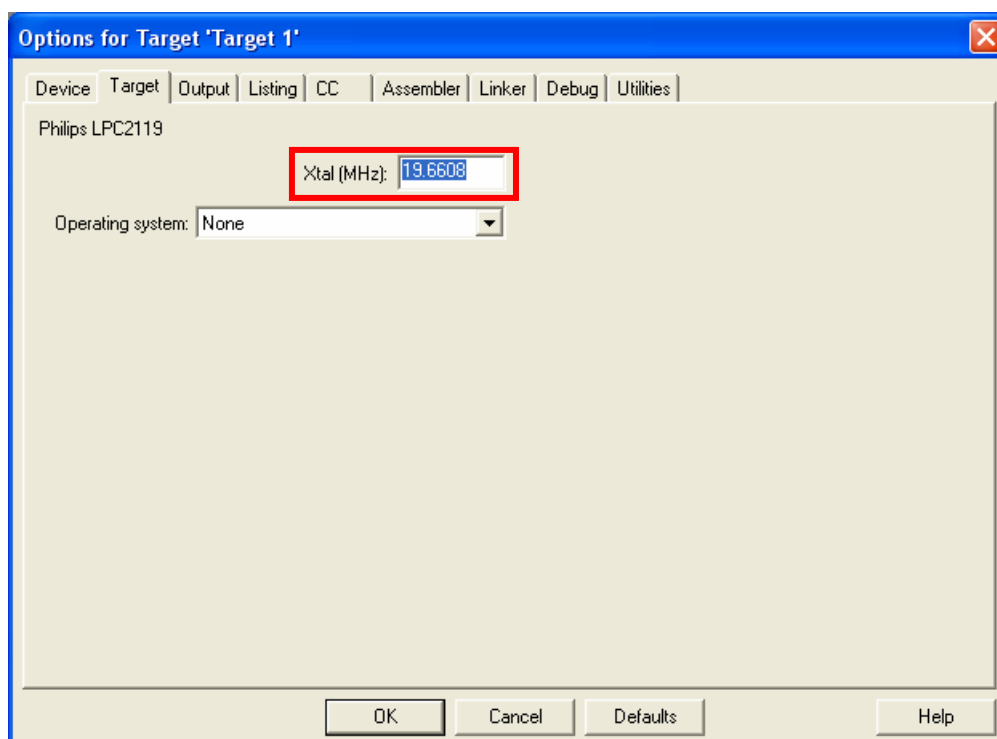 Options for Target 'Target 1'
Device Target Output Listing CC Assembler Linker Debug Utilities
Philips LPC2119
Xtal (MHz): 19.6608
Operating system: None
OK Cancel Defaults Help